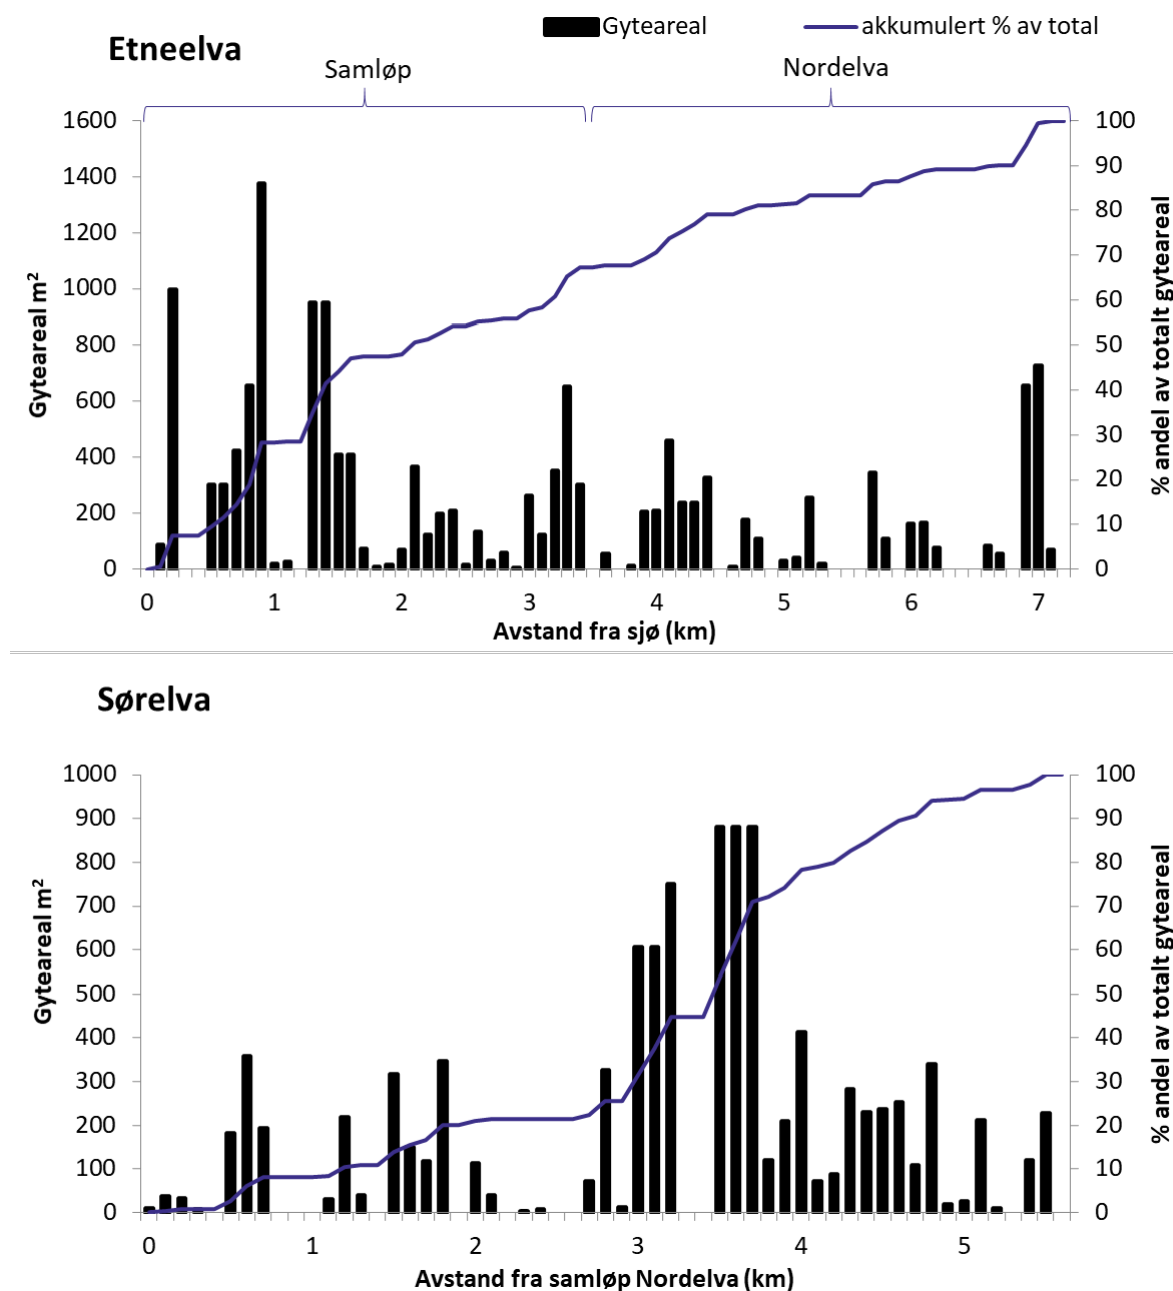 Gyteareal akkumulert % av total
Etneelva
Samløp Nordelva
1600 100
1400 90
1200 80
1000 70
800 60
600 50
400 40
200 30
0 20
10
0
Gyteareal m²
% andel av totalt gyteareal
0 1 2 3 4 5 6 7
Avstand fra sjø (km)
Sørelva
1000 100
900 90
800 80
700 70
600 60
500 50
400 40
300 30
200 20
100 10
0 0
Gyteareal m²
% andel av totalt gyteareal
0 1 2 3 4 5
Avstand fra samløp Nordelva (km)